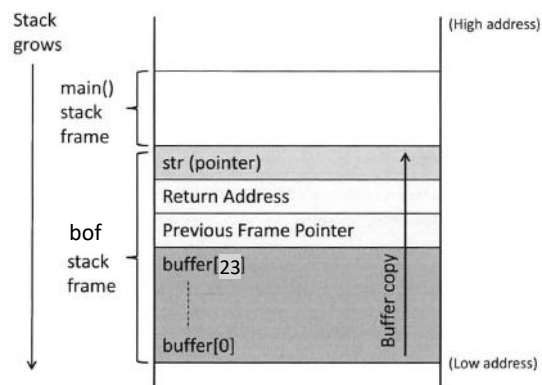 Stack
grows
(High address)
main()
stack
frame
str (pointer)
Return Address
Previous Frame Pointer
bof
stack
frame
buffer[23]
buffer[0]
Buffer copy
(Low address)